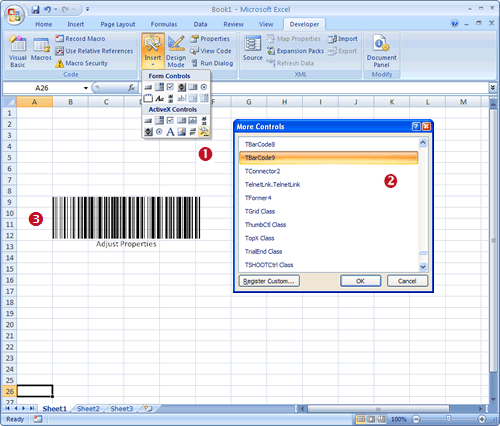 Book1 - Microsoft Excel
Home Insert Page Layout Formulas Data Review View Developer
Visual Basic
Macros
Record Macro
Use Relative References
Macro Security
Code
Insert
Design Mode
Properties
View Code
Run Dialog
Source
Map Properties
Expansion Packs
Refresh Data
Import
Export
XML
Document Panel
Modify
A26
Form Controls
ActiveX Controls
A B C D E F G H I J K L M
1
2
3
4
5
6
7
8
9
10
11
12
13
14
15
16
17
18
19
20
21
22
23
24
25
26
27
1
More Controls
TBarCode8
TBarCode9
TConnector2
TelnetLnk.TelnetLnk
TFormer4
TGrid Class
ThumbCtl Class
TopX Class
TrialEnd Class
TSHOOTCtrl Class
Register Custom...
OK
Cancel
2
3
Adjust Properties
Sheet1 Sheet2 Sheet3
Ready
100%